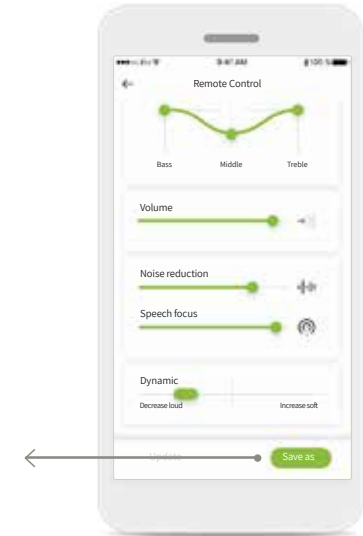 9:41 AM
Remote Control
Bass Middle Treble
Volume
Noise reduction
Speech focus
Dynamic
Decrease loud Increase soft
Update Save as